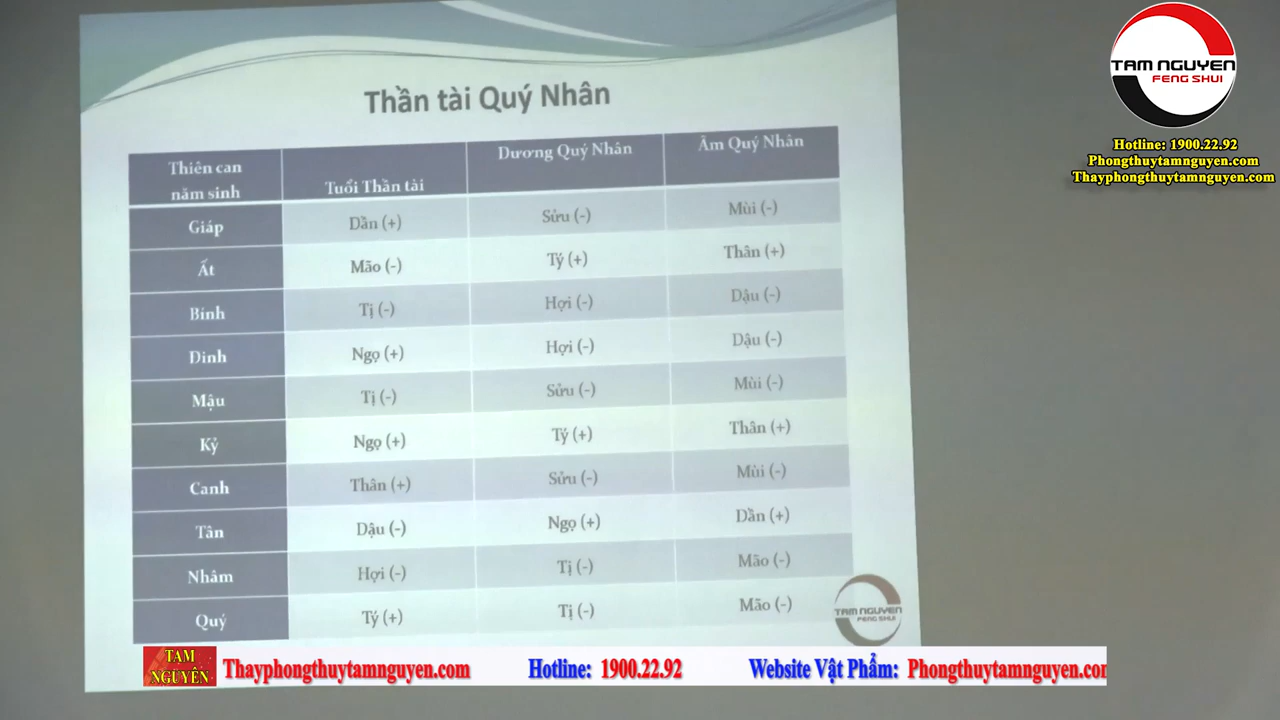 Thần tài Quý Nhân
Thiên can năm sinh | Tuổi Thần tài | Dương Quý Nhân | Âm Quý Nhân
Giáp | Dần (+) | Sửu (-) | Mùi (-)
Ất | Mão (-) | Tý (+) | Thân (+)
Bính | Tị (-) | Hợi (-) | Dậu (-)
Đinh | Ngọ (+) | Hợi (-) | Dậu (-)
Mậu | Tị (-) | Sửu (-) | Mùi (-)
Kỷ | Ngọ (+) | Tý (+) | Thân (+)
Canh | Thân (+) | Sửu (-) | Mùi (-)
Tân | Dậu (-) | Ngọ (+) | Dần (+)
Nhâm | Hợi (-) | Tị (-) | Mão (-)
Quý | Tý (+) | Tị (-) | Mão (-)
TAM NGUYEN
FENG SHUI
TAM NGUYEN
FENG SHUI
Hotline: 1900.22.92
Phongthuytamnguyen.com
Thayphongthuytamnguyen.com
TAM
NGUYÊN
Thayphongthuytamnguyen.com Hotline: 1900.22.92 Website Vật Phẩm: Phongthuytamnguyen.com